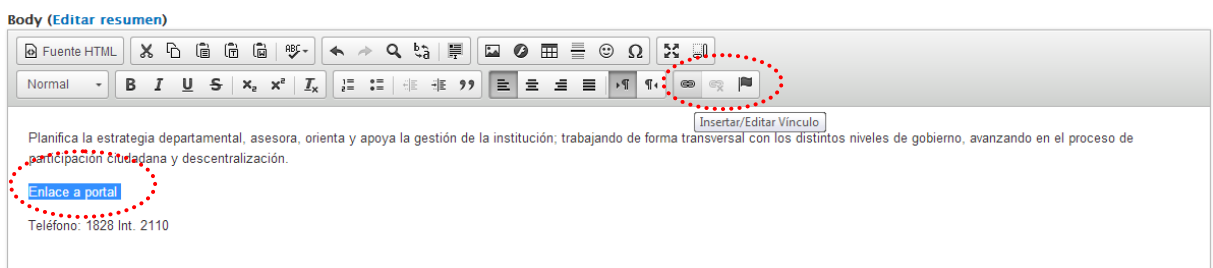 Body (Editar resumen)
Fuente HTML
Normal
Insertar/Editar Vínculo
Planifica la estrategia departamental, asesora, orienta y apoya la gestión de la institución; trabajando de forma transversal con los distintos niveles de gobierno, avanzando en el proceso de
participación ciudadana y descentralización.
Enlace a portal
Teléfono: 1828 Int. 2110